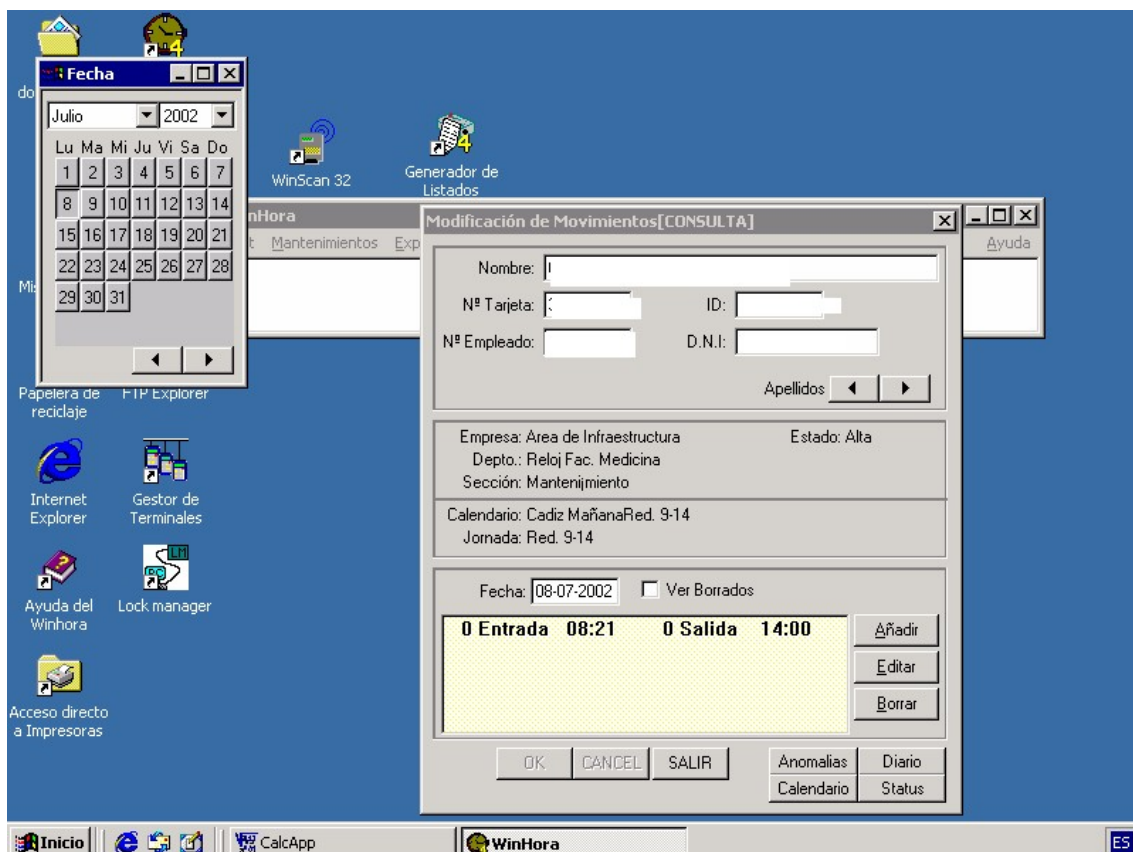 Fecha
Julio 2002
Lu Ma Mi Ju Vi Sa Do
1 2 3 4 5 6 7
8 9 10 11 12 13 14
15 16 17 18 19 20 21
22 23 24 25 26 27 28
29 30 31
WinScan 32
Generador de
Listados
nHora
Mantenimientos Exp
Ayuda
Modificación de Movimientos[CONSULTA]
Nombre:
Nº Tarjeta: ID:
Nº Empleado: D.N.I:
Apellidos
Empresa: Area de Infraestructura Estado: Alta
Depto.: Reloj Fac. Medicina
Sección: Mantenijmiento
Calendario: Cadiz MañanaRed. 9-14
Jornada: Red. 9-14
Fecha: 08-07-2002 Ver Borrados
0 Entrada 08:21 0 Salida 14:00
Añadir
Editar
Borrar
OK CANCEL SALIR
Anomalias Diario
Calendario Status
do
Mi
Papelera de
reciclaje
FTP Explorer
Internet
Explorer
Gestor de
Terminales
Ayuda del
Winhora
Lock manager
Acceso directo
a Impresoras
Inicio CalcApp WinHora ES